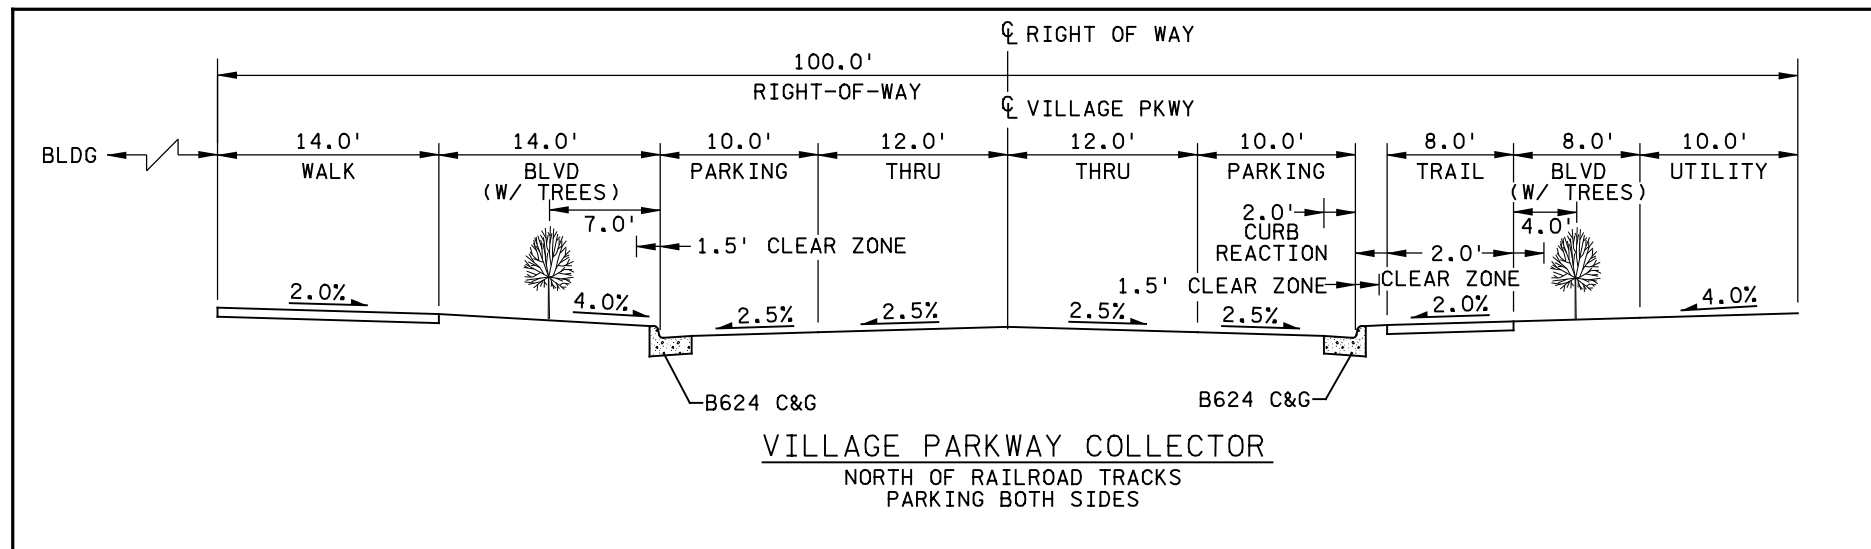 ℄ RIGHT OF WAY
100.0'
RIGHT-OF-WAY
℄ VILLAGE PKWY
BLDG
14.0' 14.0' 10.0' 12.0' 12.0' 10.0' 8.0' 8.0' 10.0'
WALK BLVD PARKING THRU THRU PARKING TRAIL BLVD UTILITY
(W/ TREES) (W/ TREES)
7.0' 2.0' 4.0'
CURB
1.5' CLEAR ZONE REACTION 2.0'
1.5' CLEAR ZONE CLEAR ZONE
2.0% 4.0% 2.5% 2.5% 2.5% 2.5% 2.0% 4.0%
B624 C&G B624 C&G
VILLAGE PARKWAY COLLECTOR
NORTH OF RAILROAD TRACKS
PARKING BOTH SIDES